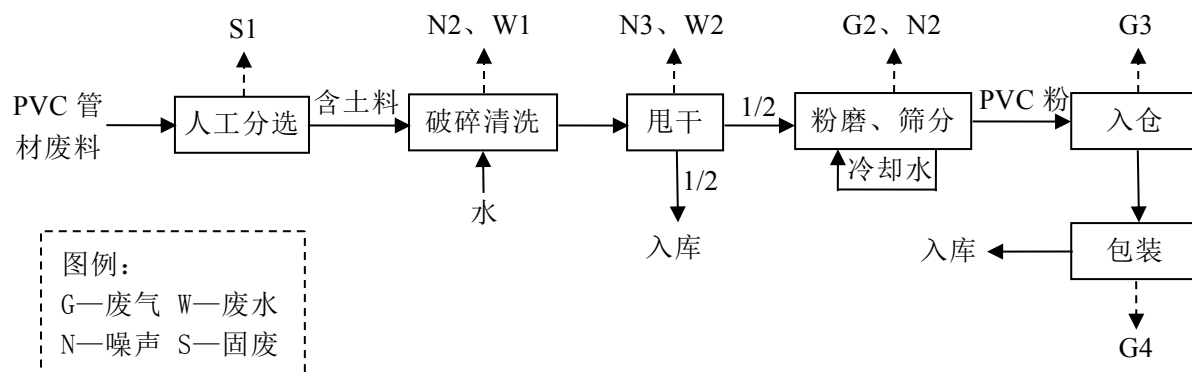 S1
N2、W1
N3、W2
G2、N2
G3
PVC 管
材废料
人工分选
含土料
破碎清洗
甩干
1/2
粉磨、筛分
PVC 粉
入仓
冷却水
1/2
水
入库
入库
包装
G4
图例：
G—废气 W—废水
N—噪声 S—固废